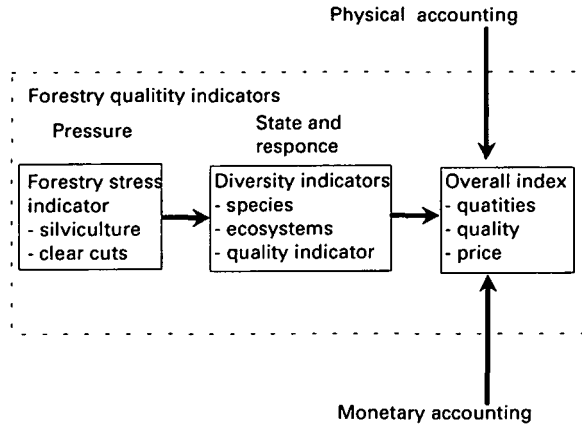 Physical accounting
Forestry qualitity indicators
Pressure
State and
responce
Forestry stress
indicator
- silviculture
- clear cuts
Diversity indicators
- species
- ecosystems
- quality indicator
Overall index
- quatities
- quality
- price
Monetary accounting